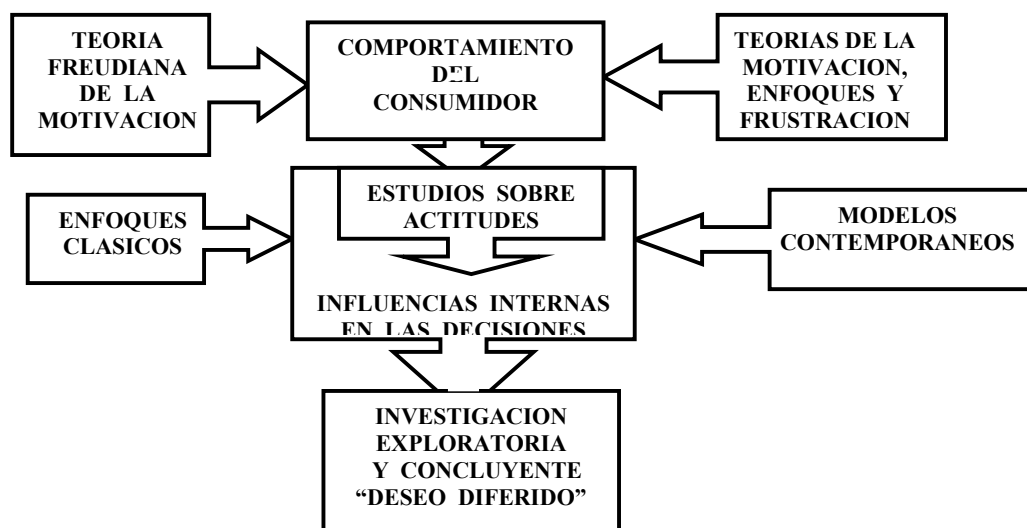 TEORIA
FREUDIANA
DE LA
MOTIVACION
COMPORTAMIENTO
DEL
CONSUMIDOR
TEORÍAS DE LA
MOTIVACION,
ENFOQUES Y
FRUSTRACION
ENFOQUES
CLASICOS
ESTUDIOS SOBRE
ACTITUDES
INFLUENCIAS INTERNAS
EN LAS DECISIONES
MODELOS
CONTEMPORANEOS
INVESTIGACION
EXPLORATORIA
Y CONCLUYENTE
“DESEO DIFERIDO”